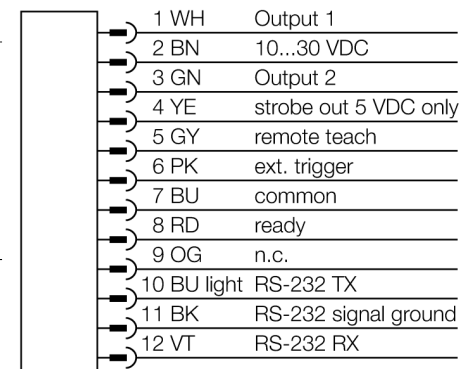 1 WH Output 1
2 BN 10...30 VDC
3 GN Output 2
4 YE strobe out 5 VDC only
5 GY remote teach
6 PK ext. trigger
7 BU common
8 RD ready
9 OG n.c.
10 BU light RS-232 TX
11 BK RS-232 signal ground
12 VT RS-232 RX